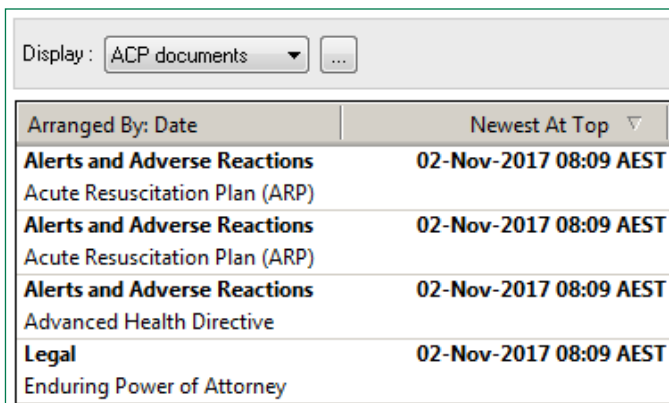 Display : ACP documents ...
Arranged By: Date Newest At Top
Alerts and Adverse Reactions 02-Nov-2017 08:09 AEST
Acute Resuscitation Plan (ARP)
Alerts and Adverse Reactions 02-Nov-2017 08:09 AEST
Acute Resuscitation Plan (ARP)
Alerts and Adverse Reactions 02-Nov-2017 08:09 AEST
Advanced Health Directive
Legal 02-Nov-2017 08:09 AEST
Enduring Power of Attorney